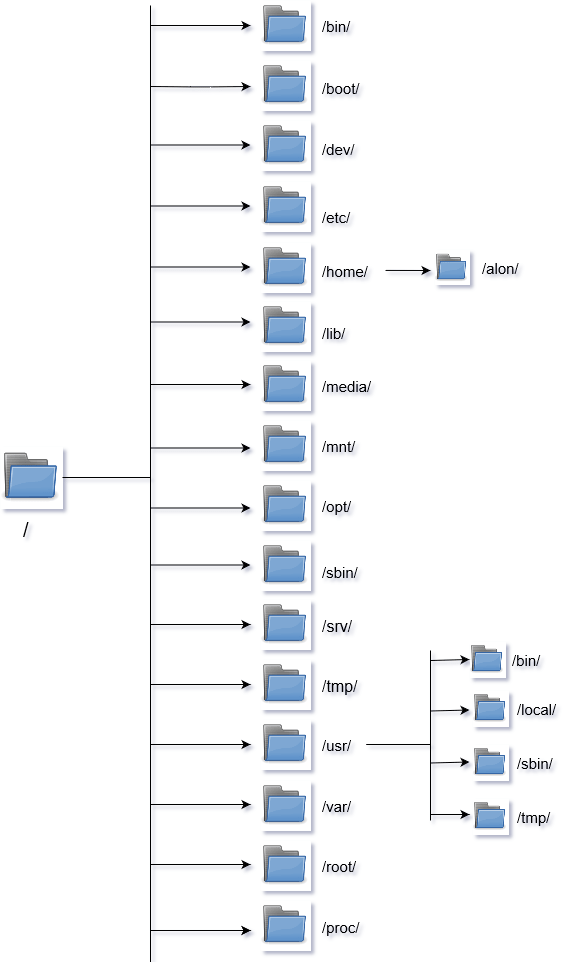 /bin/
/boot/
/dev/
/etc/
/home/
/alon/
/lib/
/media/
/mnt/
/
/opt/
/sbin/
/srv/
/tmp/
/usr/
/bin/
/local/
/sbin/
/tmp/
/var/
/root/
/proc/